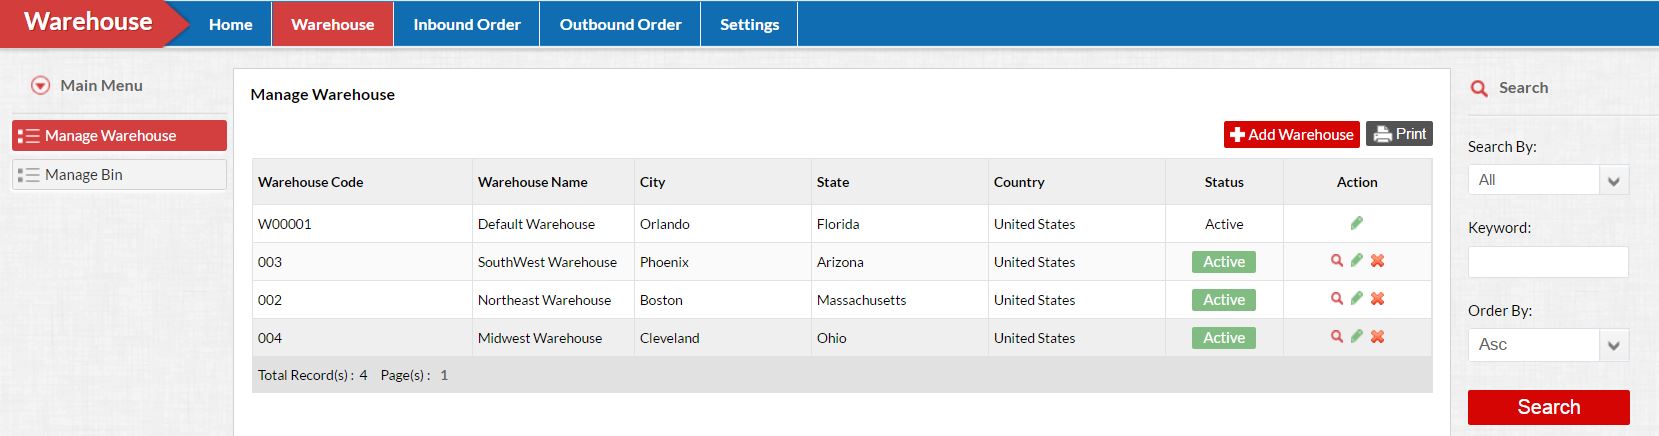 Warehouse Home Warehouse Inbound Order Outbound Order Settings
Main Menu
Manage Warehouse
Manage Bin
Manage Warehouse
Add Warehouse Print
Warehouse Code Warehouse Name City State Country Status Action
W00001 Default Warehouse Orlando Florida United States Active
003 SouthWest Warehouse Phoenix Arizona United States Active
002 Northeast Warehouse Boston Massachusetts United States Active
004 Midwest Warehouse Cleveland Ohio United States Active
Total Record(s) : 4 Page(s) : 1
Search
Search By:
All
Keyword:
Order By:
Asc
Search